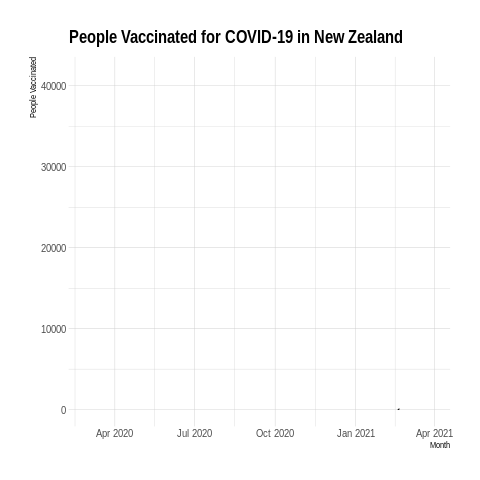 People Vaccinated for COVID-19 in New Zealand
People Vaccinated
40000
30000
20000
10000
0
Apr 2020 Jul 2020 Oct 2020 Jan 2021 Apr 2021
Month